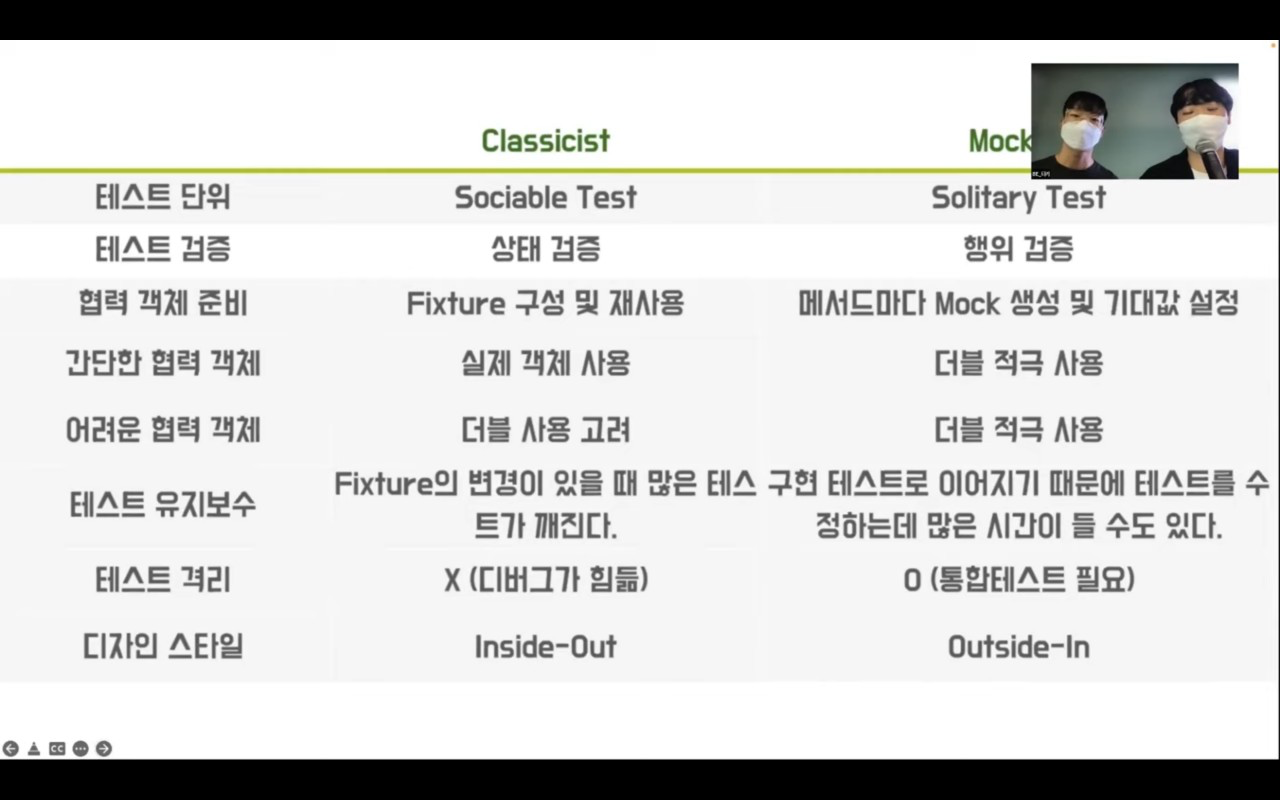 Classicist Mock
테스트 단위 Sociable Test Solitary Test
테스트 검증 상태 검증 행위 검증
협력 객체 준비 Fixture 구성 및 재사용 메서드마다 Mock 생성 및 기대값 설정
간단한 협력 객체 실제 객체 사용 더블 적극 사용
어려운 협력 객체 더블 사용 고려 더블 적극 사용
테스트 유지보수
Fixture의 변경이 있을 때 많은 테스
트가 깨진다.
구현 테스트로 이어지기 때문에 테스트를 수
정하는데 많은 시간이 들 수도 있다.
테스트 격리 X (디버그가 힘듦) O (통합테스트 필요)
디자인 스타일 Inside-Out Outside-In
CC